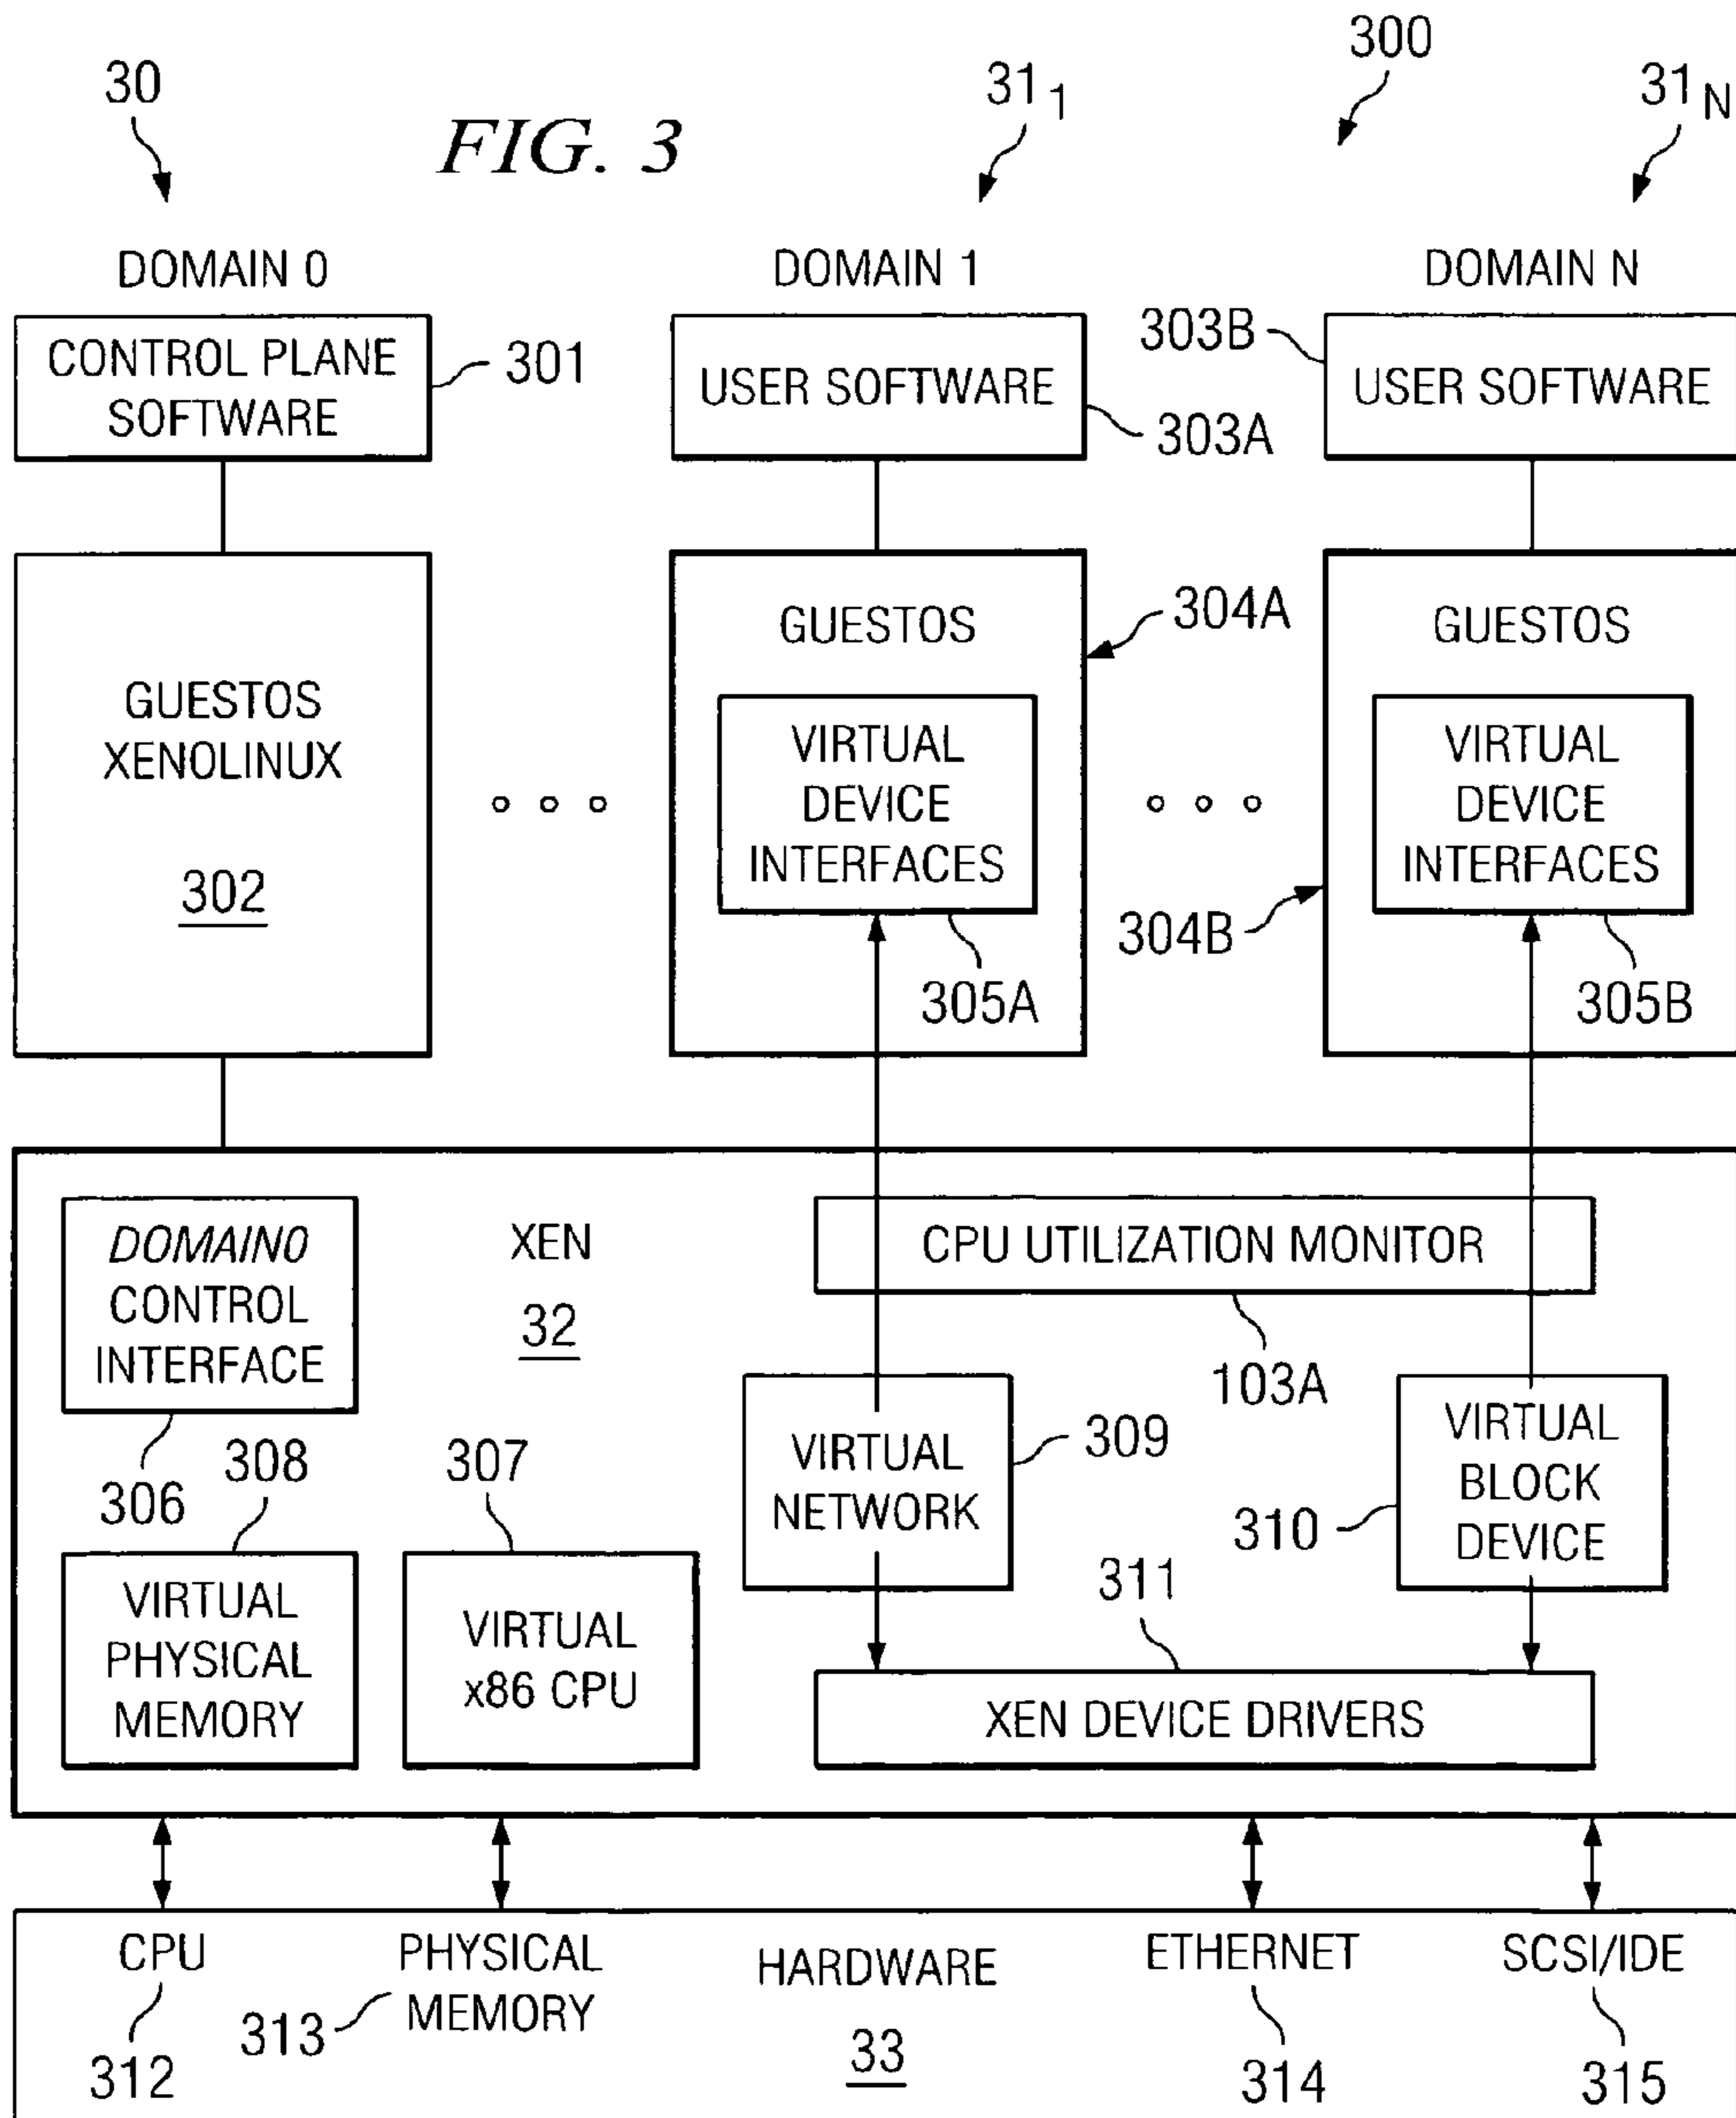 300
30
31 1
31 N
FIG. 3
DOMAIN 0
DOMAIN 1
DOMAIN N
CONTROL PLANE
SOFTWARE
301
USER SOFTWARE
303A
303B
USER SOFTWARE
GUESTOS
XENOLINUX
302
GUESTOS
304A
VIRTUAL
DEVICE
INTERFACES
305A
GUESTOS
304B
VIRTUAL
DEVICE
INTERFACES
305B
DOMAIN0
CONTROL
INTERFACE
306
XEN
32
CPU UTILIZATION MONITOR
103A
308
VIRTUAL
PHYSICAL
MEMORY
307
VIRTUAL
x86 CPU
VIRTUAL
NETWORK
309
310
VIRTUAL
BLOCK
DEVICE
311
XEN DEVICE DRIVERS
CPU
312
PHYSICAL
MEMORY
313
HARDWARE
33
ETHERNET
314
SCSI/IDE
315